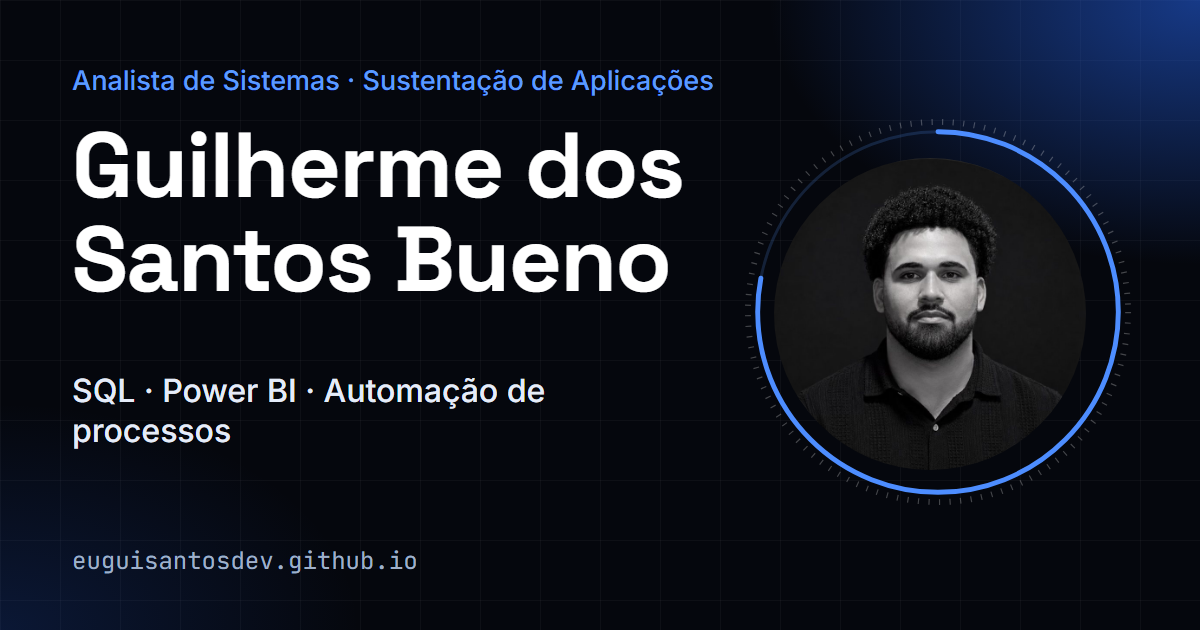 Analista de Sistemas · Sustentação de Aplicações
Guilherme dos
Santos Bueno
SQL · Power BI · Automação de
processos
euguisantosdev.github.io